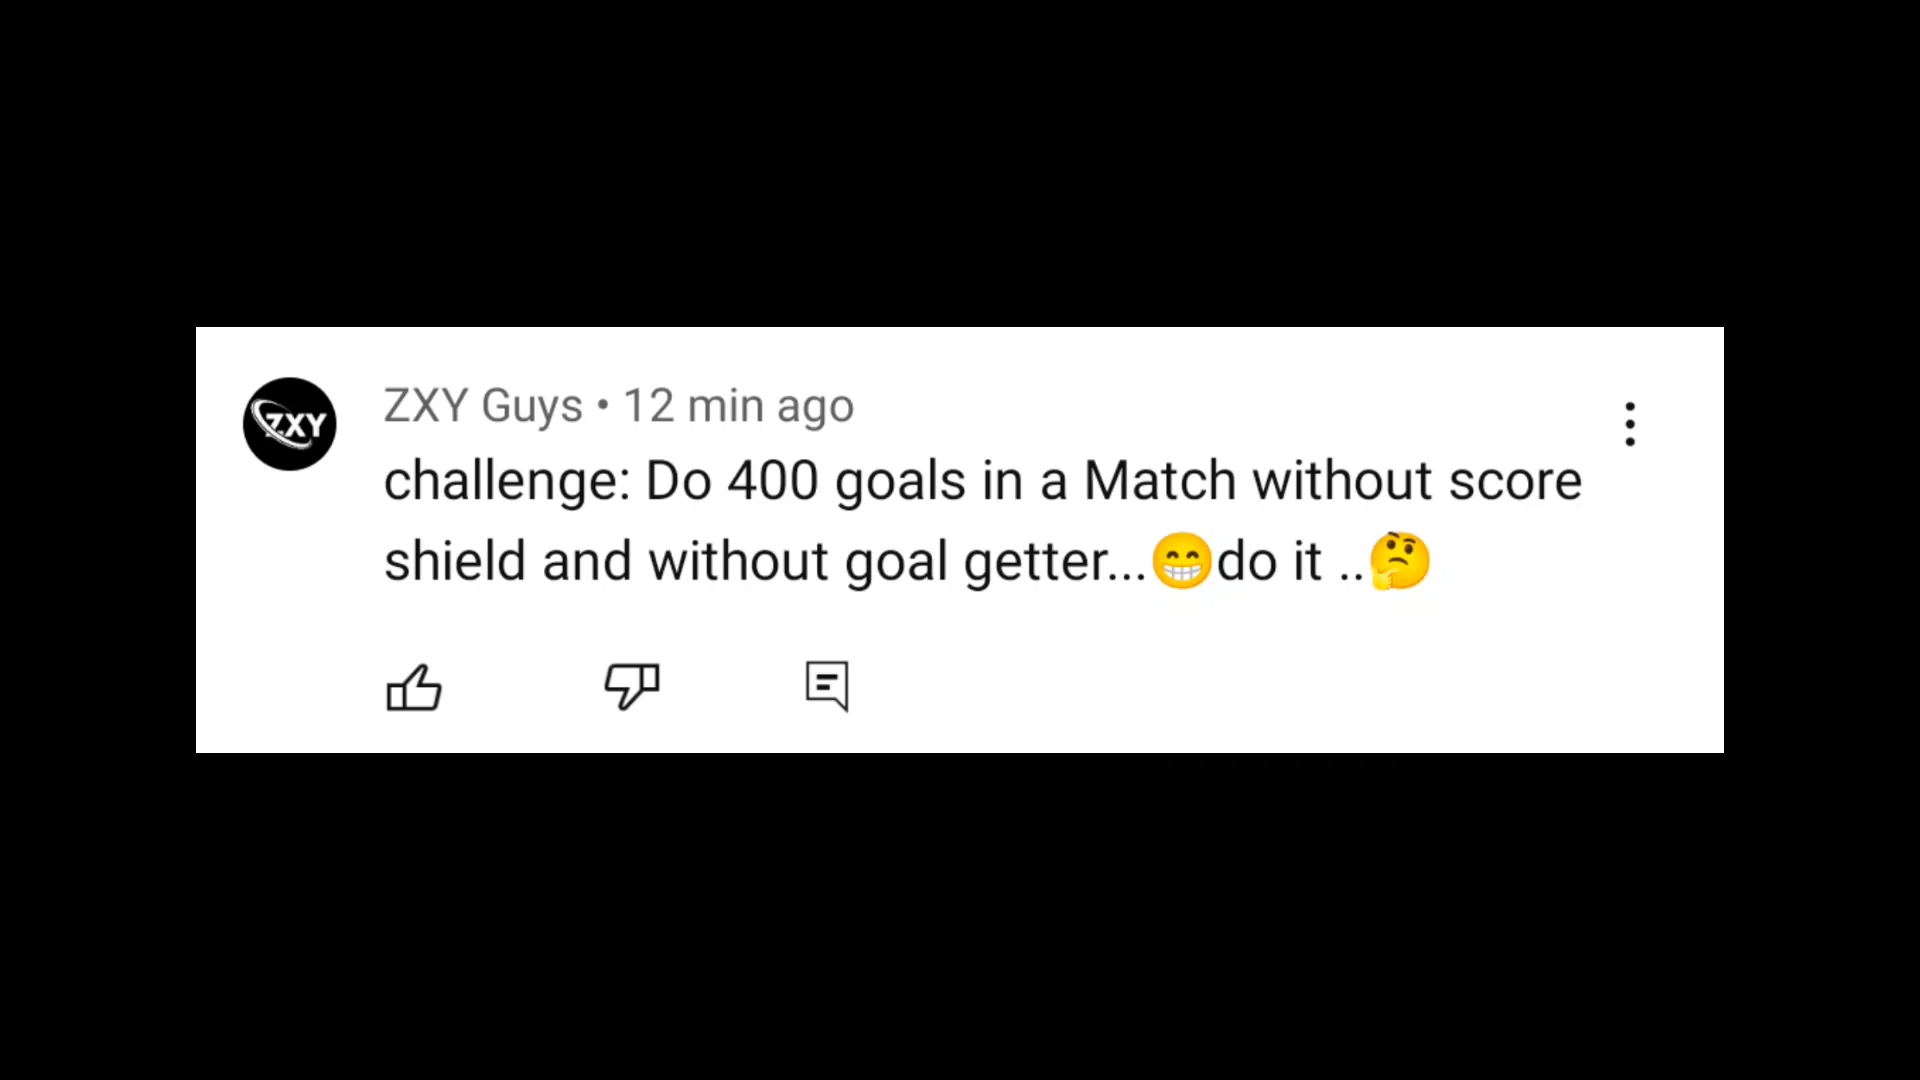 ZXY
ZXY Guys • 12 min ago
challenge: Do 400 goals in a Match without score
shield and without goal getter...😁do it ..🤔